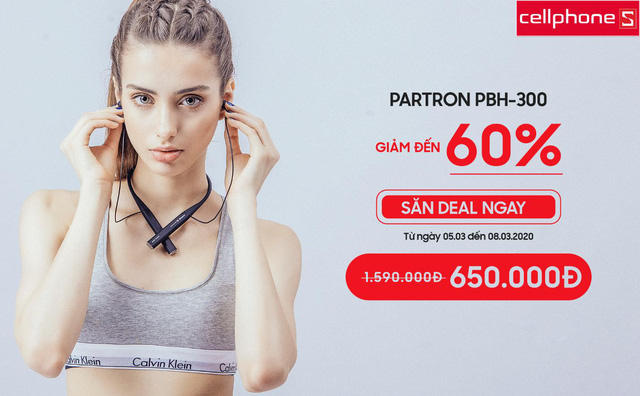 cellphone S
PARTRON PBH-300
GIẢM ĐẾN 60%
SĂN DEAL NGAY
Từ ngày 05.03 đến 08.03.2020
1.590.000Đ 650.000Đ
Calvin Klein Calvin Klein Calvin Klein